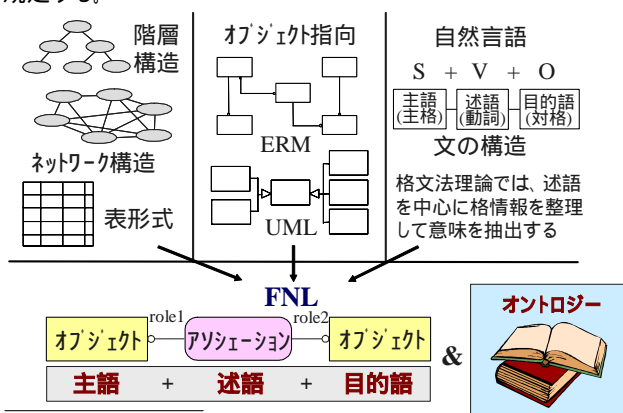 規定する。
階層
構造
ネットワーク構造
表形式
オブジェクト指向
ERM
UML
自然言語
S + V + O
主語
(主格)
述語
(動詞)
目的語
(対格)
文の構造
格文法理論では、述語
を中心に格情報を整理
して意味を抽出する
FNL
オブジェクト role1 アソシエーション role2 オブジェクト
&
主語 + 述語 + 目的語
オントロジー